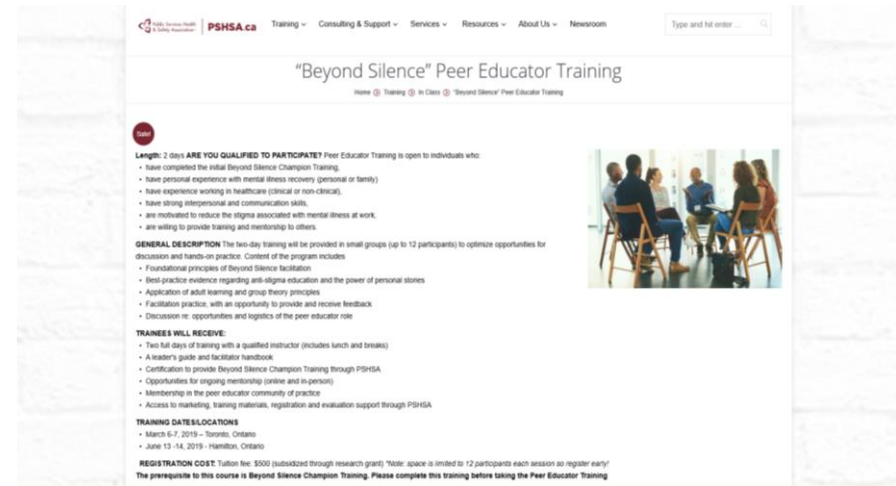 Public Services Health
& Safety Association
PSHSA.ca
Training
Consulting & Support
Services
Resources
About Us
Newsroom
Type and hit enter ...
"Beyond Silence" Peer Educator Training
Home Training In Class "Beyond Silence" Peer Educator Training
Sale!
Length: 2 days ARE YOU QUALIFIED TO PARTICIPATE? Peer Educator Training is open to individuals who:
• have completed the initial Beyond Silence Champion Training,
• have personal experience with mental illness recovery (personal or family)
• have experience working in healthcare (clinical or non-clinical),
• have strong interpersonal and communication skills,
• are motivated to reduce the stigma associated with mental illness at work,
• are willing to provide training and mentorship to others.
GENERAL DESCRIPTION The two-day training will be provided in small groups (up to 12 participants) to optimize opportunities for
discussion and hands-on practice. Content of the program includes
• Foundational principles of Beyond Silence facilitation
• Best-practice evidence regarding anti-stigma education and the power of personal stories
• Application of adult learning and group theory principles
• Facilitation practice, with an opportunity to provide and receive feedback
• Discussion re: opportunities and logistics of the peer educator role
TRAINEES WILL RECEIVE:
• Two full days of training with a qualified instructor (includes lunch and breaks)
• A leader's guide and facilitator handbook
• Certification to provide Beyond Silence Champion Training through PSHSA
• Opportunities for ongoing mentorship (online and in-person)
• Membership in the peer educator community of practice
• Access to marketing, training materials, registration and evaluation support through PSHSA
TRAINING DATES/LOCATIONS
• March 6-7, 2019 – Toronto, Ontario
• June 13 -14, 2019 - Hamilton, Ontario
REGISTRATION COST: Tuition fee: $500 (subsidized through research grant) *Note: space is limited to 12 participants each session so register early!
The prerequisite to this course is Beyond Silence Champion Training. Please complete this training before taking the Peer Educator Training